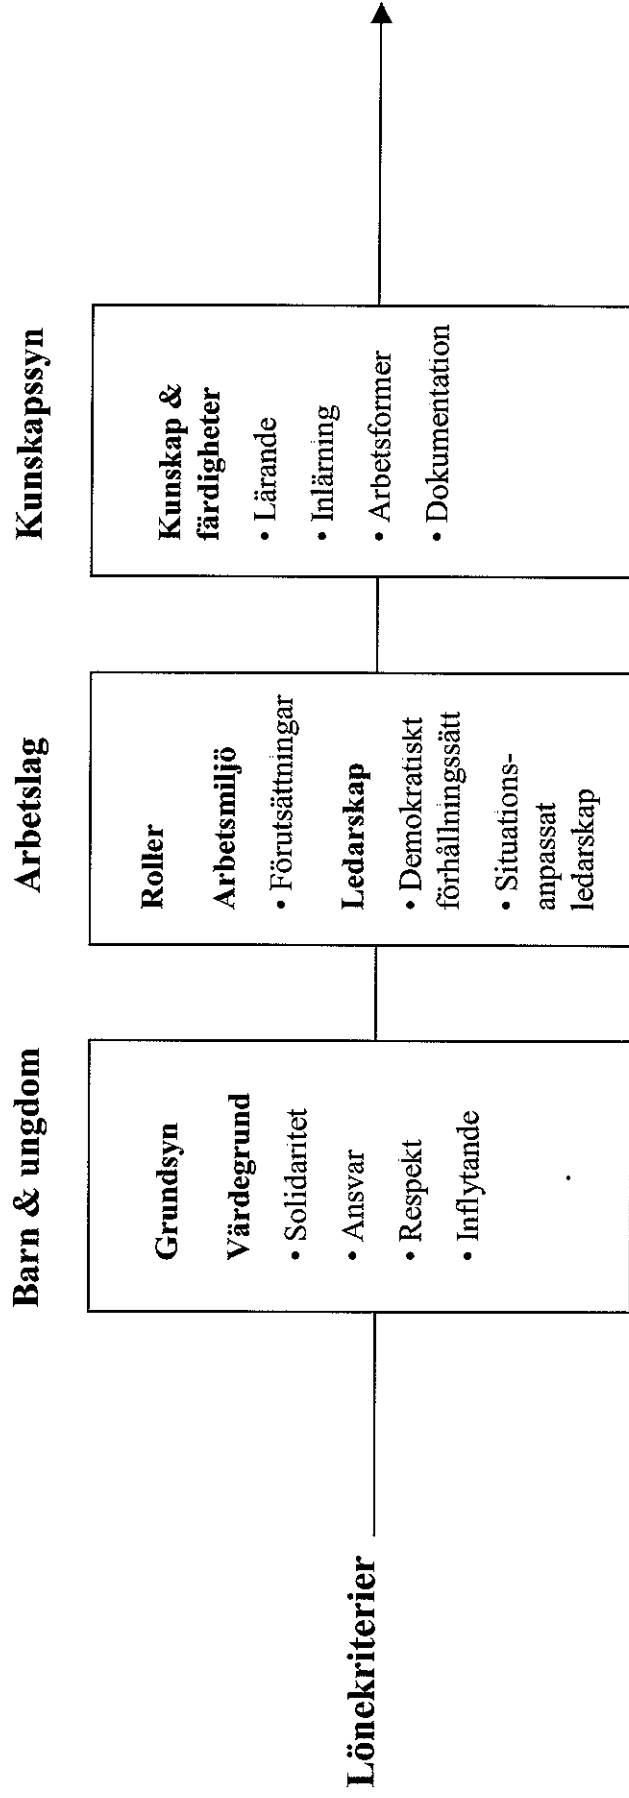 Lönekriterier
Barn & ungdom
Grundsyn
Värdegrund
• Solidaritet
• Ansvar
• Respekt
• Inflytande
Arbetslag
Roller
Arbetsmiljö
• Förutsättningar
Ledarskap
• Demokratiskt
förhållningssätt
• Situations-
anpassat
ledarskap
Kunskapssyn
Kunskap &
färdigheter
• Lärande
• Inlärning
• Arbetsformer
• Dokumentation